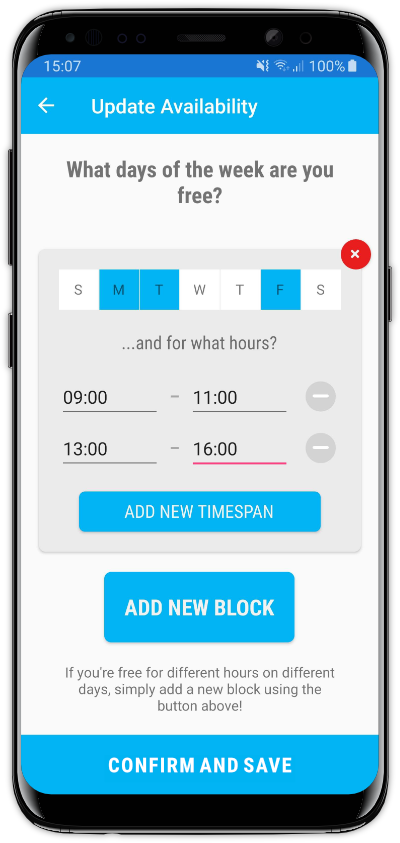 15:07 100%
Update Availability
What days of the week are you
free?
S M T W T F S
...and for what hours?
09:00 – 11:00
13:00 – 16:00
ADD NEW TIMESPAN
ADD NEW BLOCK
If you're free for different hours on different
days, simply add a new block using the
button above!
CONFIRM AND SAVE